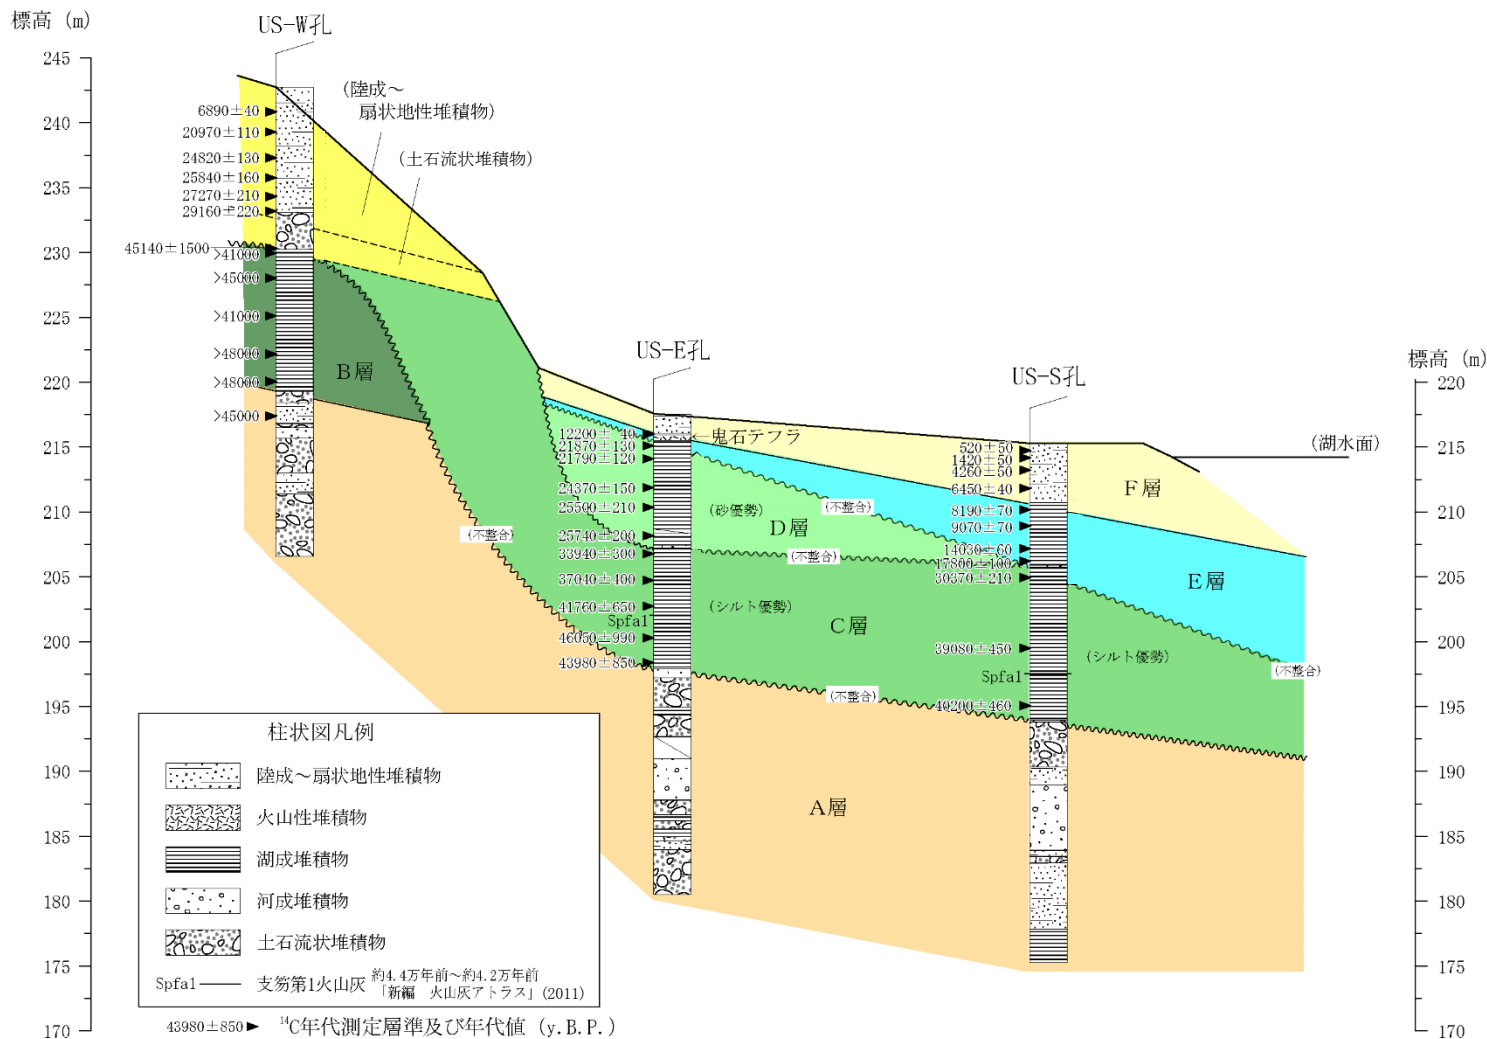 標高 (m)
US-W孔
245
240
235
230
225
220
215
210
205
200
195
190
185
180
175
170
6890±40
20970±110
24820±130
25840±160
27270±210
29160±220
45140±1500
>41000
>45000
>41000
>48000
>48000
>45000
(陸成～
扇状地性堆積物)
(土石流状堆積物)
B層
US-E孔
12200± 40
21870±130
21790±120
24370±150
25500±210
25740±200
33940±300
37040±400
41760±650
Spfa1
46050±990
43980±850
鬼石テフラ
(砂優勢)
D層
(不整合)
(不整合)
(不整合)
(シルト優勢)
C層
(不整合)
A層
US-S孔
520±50
1420±50
4260±50
6450±40
8190±70
9070±70
14030±60
17800±100
30370±210
39080±450
Spfa1
40200±460
F層
E層
(シルト優勢)
(不整合)
(湖水面)
標高 (m)
220
215
210
205
200
195
190
185
180
175
170
柱状図凡例
陸成～扇状地性堆積物
火山性堆積物
湖成堆積物
河成堆積物
土石流状堆積物
Spfa1 支笏第1火山灰 約4.4万年前～約4.2万年前
「新編 火山灰アトラス」(2011)
43980±850 ¹⁴C年代測定層準及び年代値 (y.B.P.)